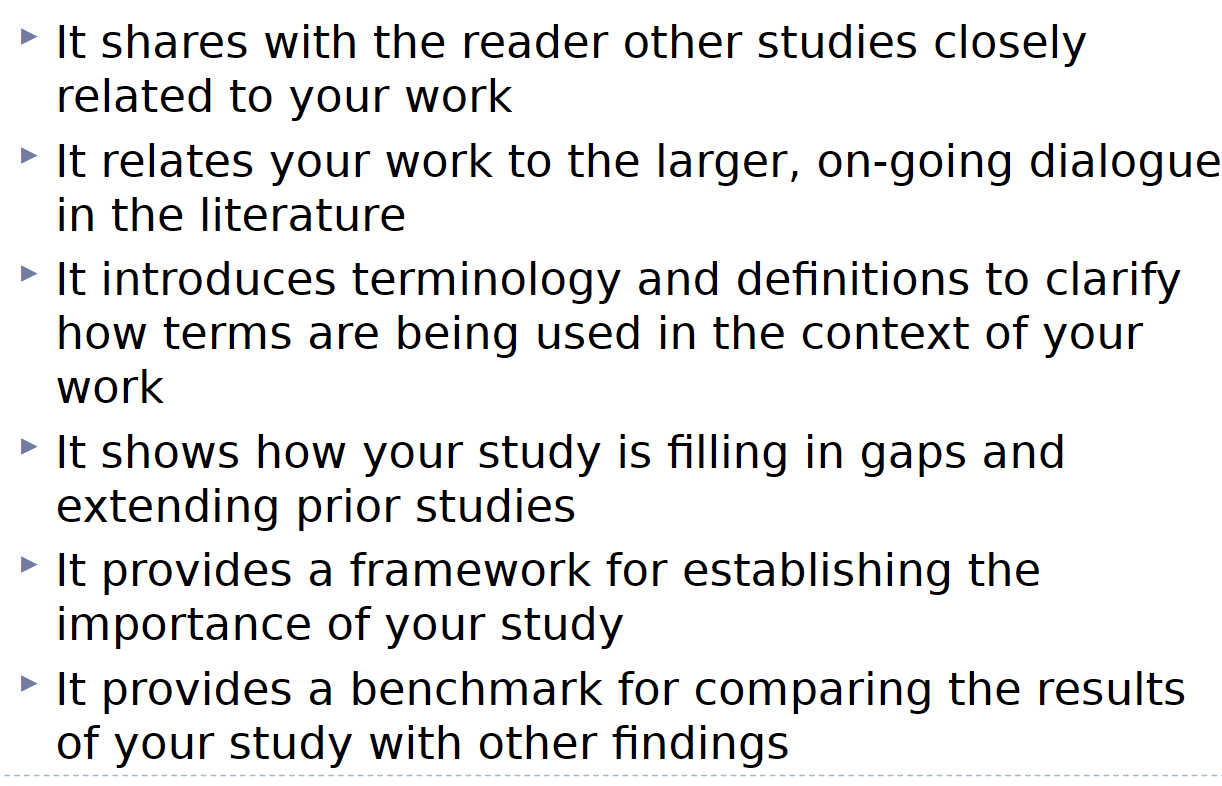 It shares with the reader other studies closely
related to your work
It relates your work to the larger, on-going dialogue
in the literature
It introduces terminology and definitions to clarify
how terms are being used in the context of your
work
It shows how your study is filling in gaps and
extending prior studies
It provides a framework for establishing the
importance of your study
It provides a benchmark for comparing the results
of your study with other findings